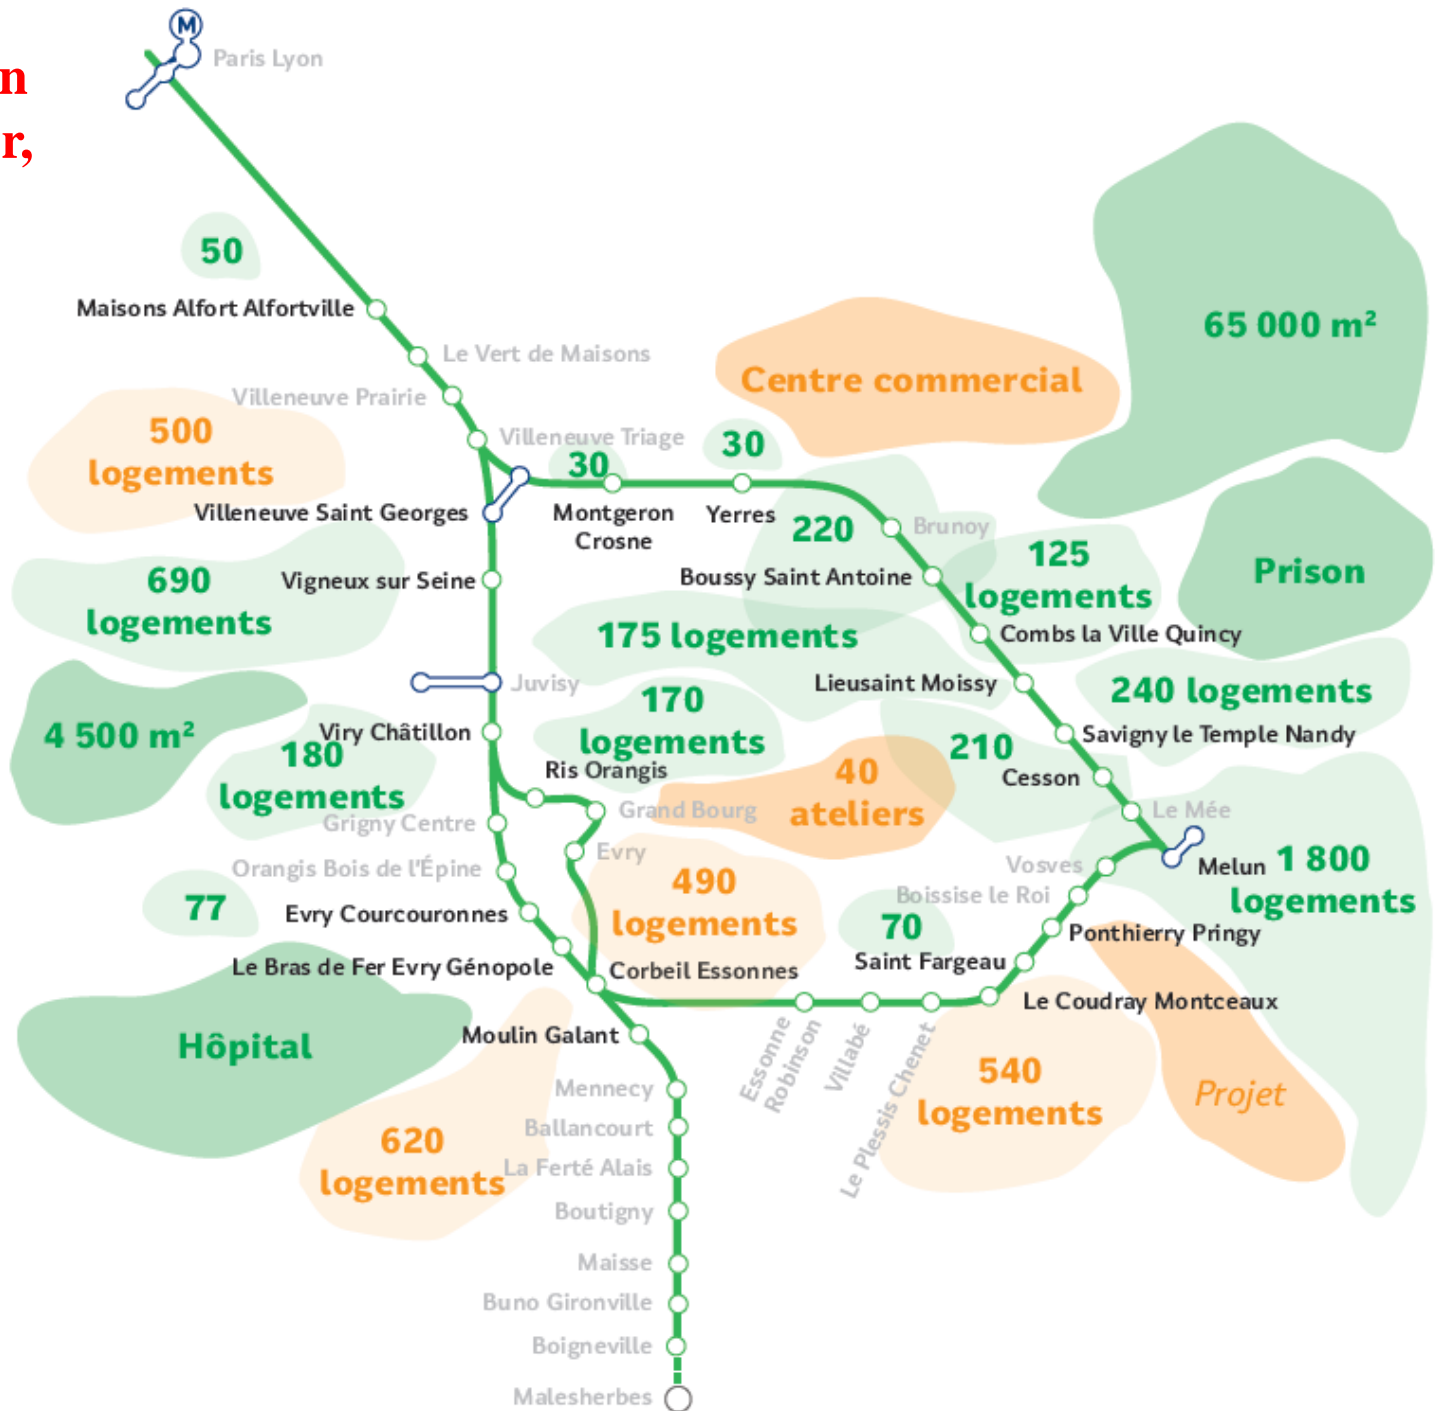 M
Paris Lyon
n
r,
50
Maisons Alfort Alfortville
65 000 m²
Le Vert de Maisons
Centre commercial
Villeneuve Prairie
500
logements
Villeneuve Triage
30
30
Villeneuve Saint Georges
Montgeron
Crosne
Yerres
220
Brunoy
125
logements
Prison
690
logements
Vigneux sur Seine
Boussy Saint Antoine
175 logements
Combs la Ville Quincy
Juvisy
170
logements
Lieusaint Moissy
240 logements
4 500 m²
Viry Châtillon
180
logements
Ris Orangis
210
Savigny le Temple Nandy
40
ateliers
Cesson
Grigny Centre
Grand Bourg
Le Mée
Orangis Bois de l'Épine
Evry
490
logements
Vosves
Melun
1 800
logements
Boissise le Roi
77
Evry Courcouronnes
70
Ponthierry Pringy
Le Bras de Fer Evry Génopole
Corbeil Essonnes
Saint Fargeau
Le Coudray Montceaux
Hôpital
Moulin Galant
Essonne
Robinson
Villabé
Le Plessis Chenet
540
logements
Projet
Mennecy
620
logements
Ballancourt
La Ferté Alais
Boutigny
Maisse
Buno Gironville
Boigneville
Malesherbes